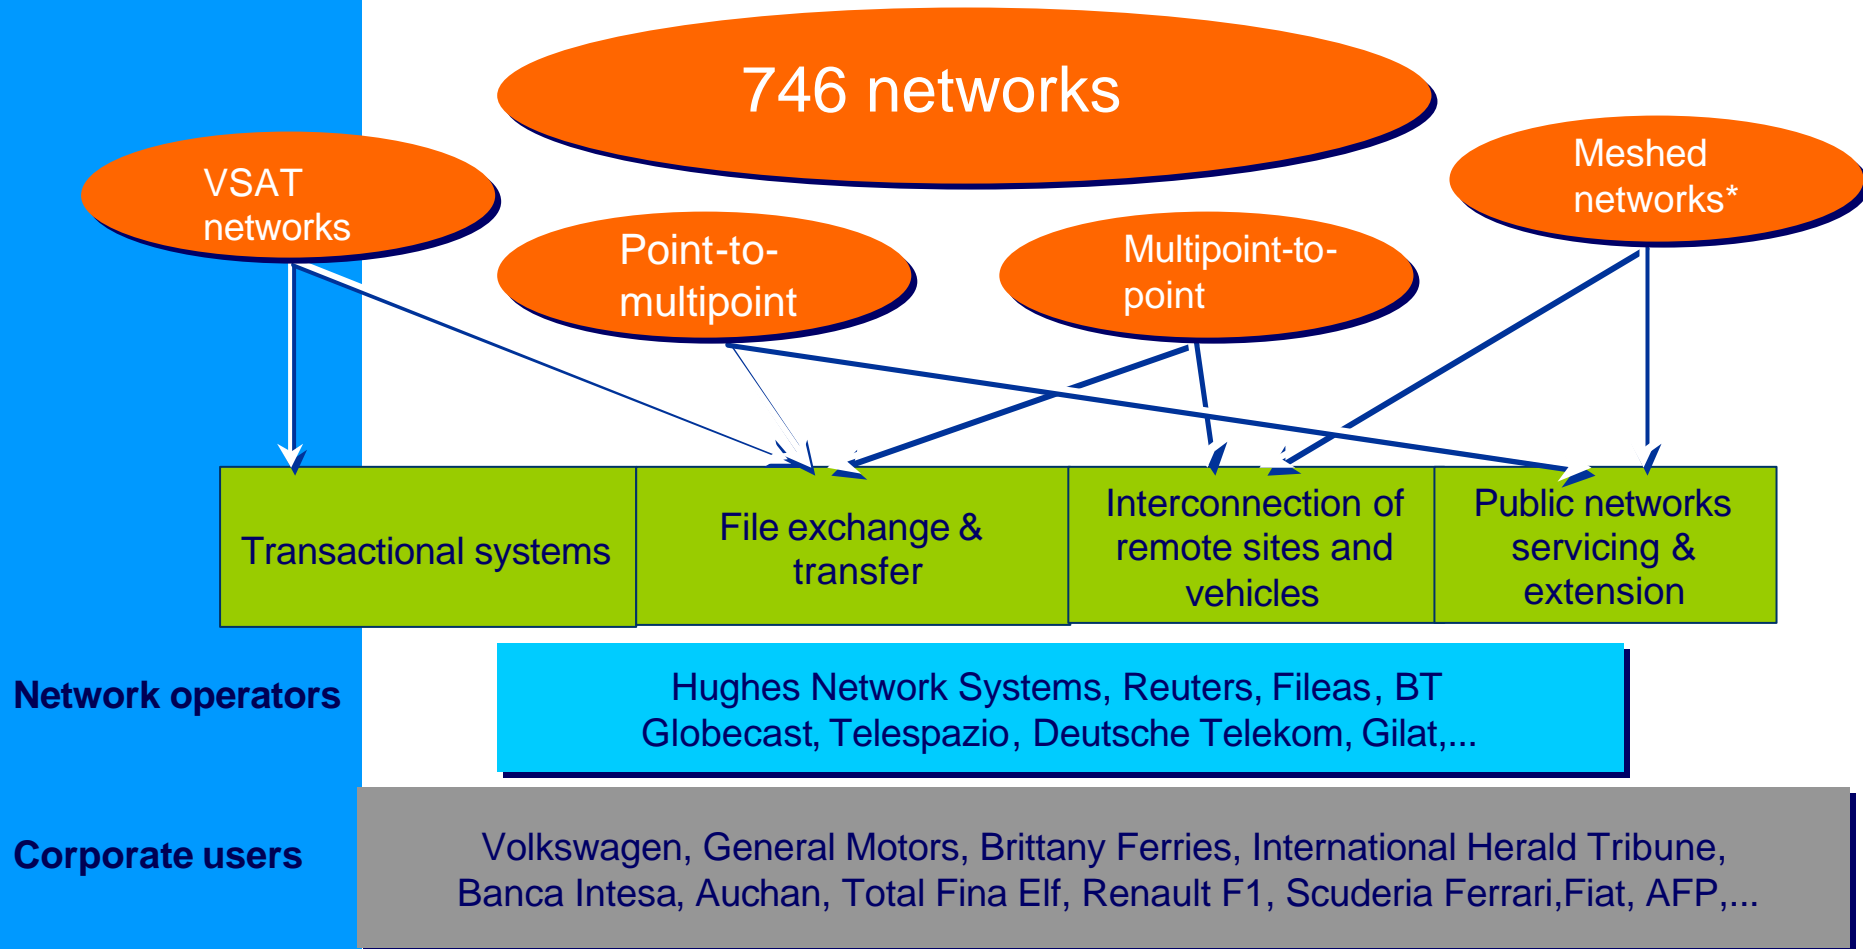 746 networks
VSAT
networks
Meshed
networks*
Point-to-
multipoint
Multipoint-to-
point
Transactional systems
File exchange &
transfer
Interconnection of
remote sites and
vehicles
Public networks
servicing &
extension
Network operators
Hughes Network Systems, Reuters, Fileas, BT
Globecast, Telespazio, Deutsche Telekom, Gilat,...
Corporate users
Volkswagen, General Motors, Brittany Ferries, International Herald Tribune,
Banca Intesa, Auchan, Total Fina Elf, Renault F1, Scuderia Ferrari,Fiat, AFP,...